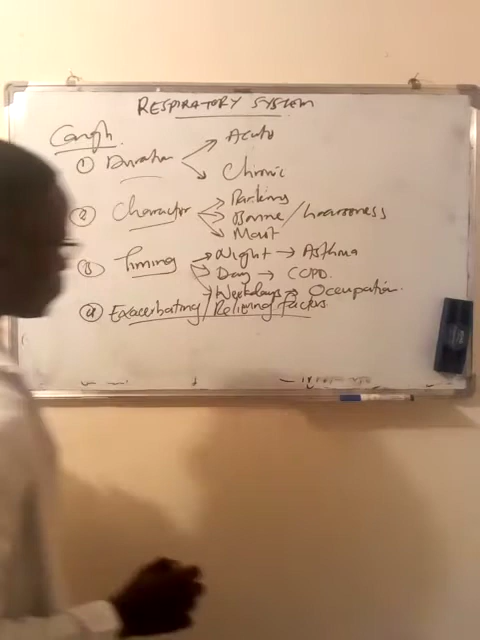 RESPIRATORY SYSTEM
Cough.
① Duration
Acute
Chronic
② Character
Barking
Bovine / hoarseness
Moist
③ Timing
Night → Asthma
Day → COPD.
Weekdays → Occupation.
④ Exacerbating / Relieving factors.